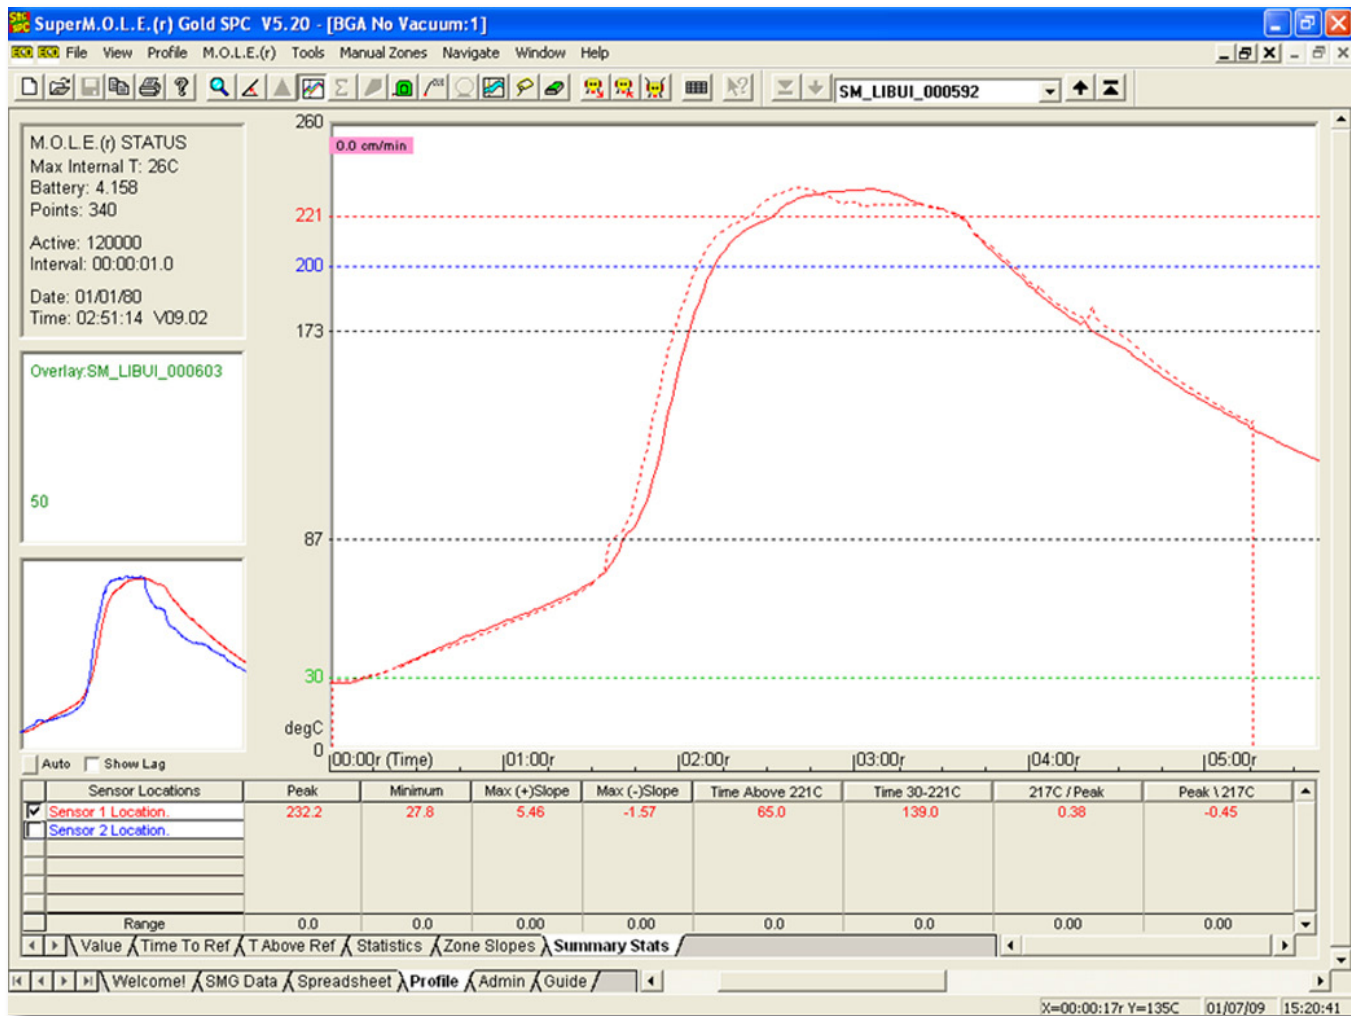 SuperM.O.L.E.(r) Gold SPC V5.20 - [BGA No Vacuum:1]
File View Profile M.O.L.E.(r) Tools Manual Zones Navigate Window Help
SM_LIBUI_000592
M.O.L.E.(r) STATUS
Max Internal T: 26C
Battery: 4.158
Points: 340
Active: 120000
Interval: 00:00:01.0
Date: 01/01/80
Time: 02:51:14 V09.02
Overlay:SM_LIBUI_000603
50
Auto Show Lag
260
0.0 cm/min
221
200
173
87
30
degC
0
00:00r (Time) 01:00r 02:00r 03:00r 04:00r 05:00r
Sensor Locations Peak Minimum Max (+)Slope Max (-)Slope Time Above 221C Time 30-221C 217C / Peak Peak \ 217C
Sensor 1 Location. 232.2 27.8 5.46 -1.57 65.0 139.0 0.38 -0.45
Sensor 2 Location.
Range 0.0 0.0 0.00 0.00 0.0 0.0 0.00 0.00
Value Time To Ref T Above Ref Statistics Zone Slopes Summary Stats
Welcome! SMG Data Spreadsheet Profile Admin Guide
X=00:00:17r Y=135C 01/07/09 15:20:41